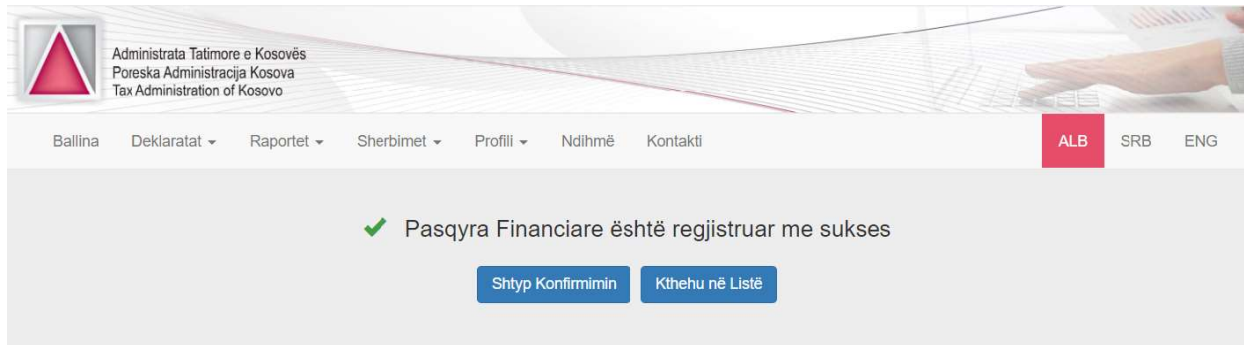 Administrata Tatimore e Kosovës
Poreska Administracija Kosova
Tax Administration of Kosovo
Ballina Deklaratat Raportet Sherbimet Profili Ndihmë Kontakti ALB SRB ENG
Pasqyra Financiare është regjistruar me sukses
Shtyp Konfirmimin Kthehu në Listë